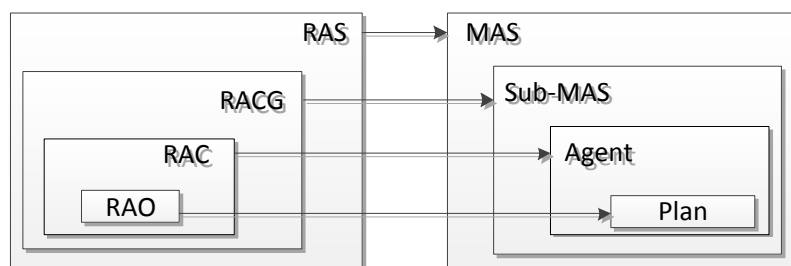 RAS
MAS
RACG
Sub-MAS
RAC
Agent
RAO
Plan